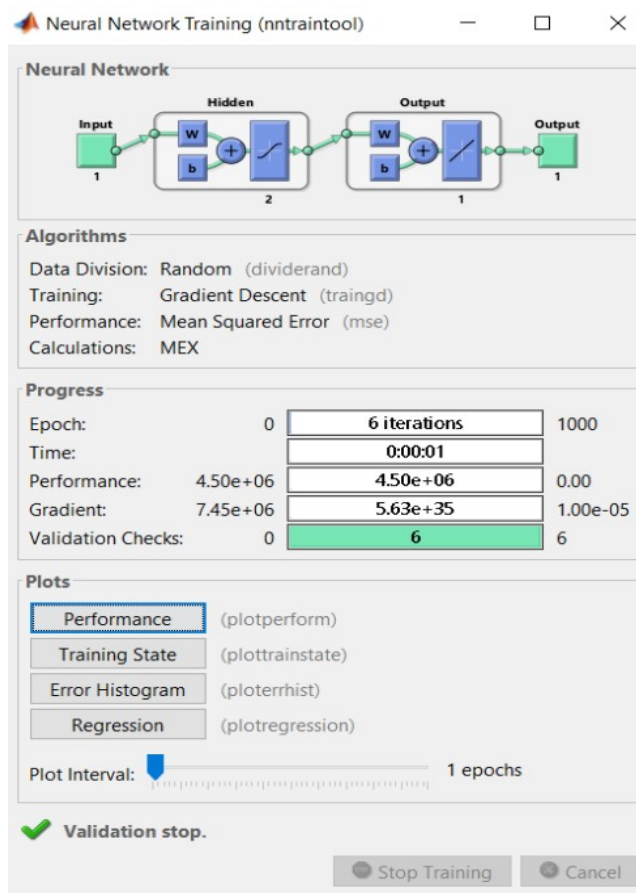 Neural Network Training (nntraintool)
Neural Network
Hidden
Output
Input
Output
W
W
b
b
1
2
1
1
Algorithms
Data Division: Random (dividerand)
Training: Gradient Descent (traingd)
Performance: Mean Squared Error (mse)
Calculations: MEX
Progress
Epoch: 0 6 iterations 1000
Time: 0:00:01
Performance: 4.50e+06 4.50e+06 0.00
Gradient: 7.45e+06 5.63e+35 1.00e-05
Validation Checks: 0 6 6
Plots
Performance (plotperform)
Training State (plottrainstate)
Error Histogram (ploterrhist)
Regression (plotregression)
Plot Interval: 1 epochs
Validation stop.
Stop Training Cancel